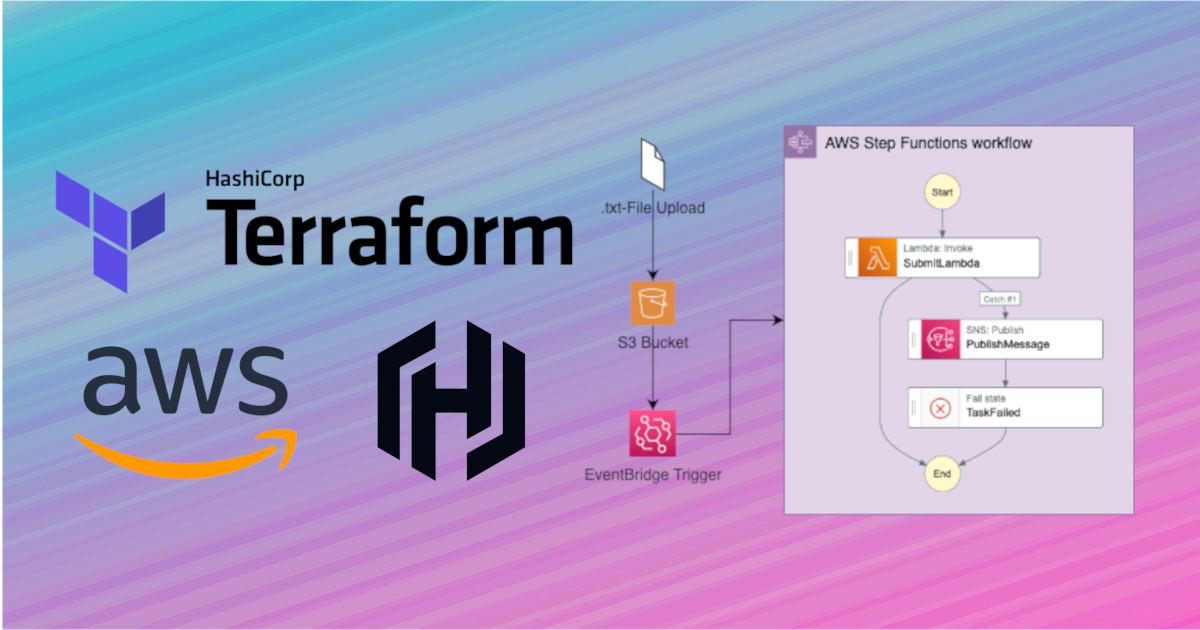 HashiCorp
Terraform
aws
.txt-File Upload
S3 Bucket
EventBridge Trigger
AWS Step Functions workflow
Start
Lambda: Invoke
SubmitLambda
Catch #1
SNS: Publish
PublishMessage
Fail state
TaskFailed
End